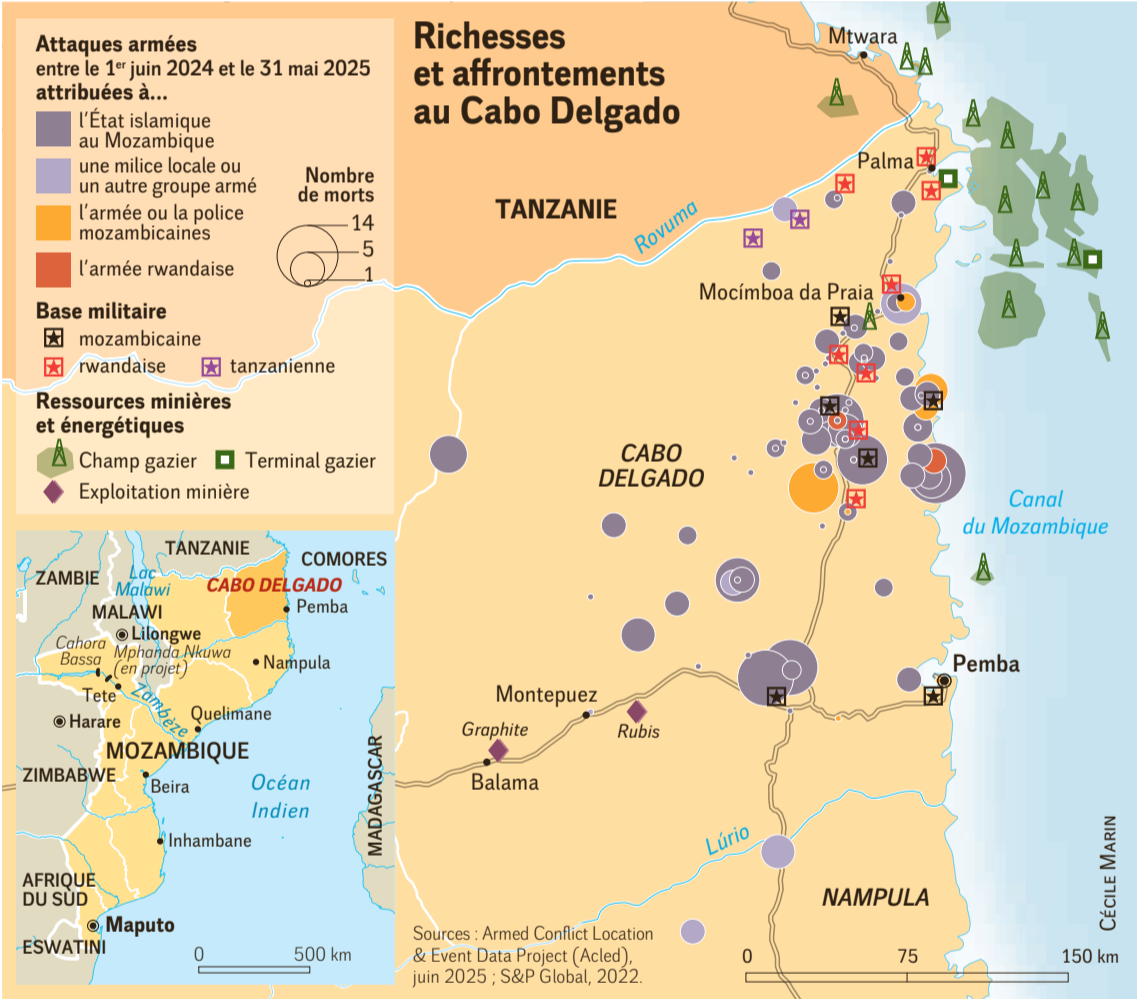 Richesses
et affrontements
au Cabo Delgado
Attaques armées
entre le 1er juin 2024 et le 31 mai 2025
attribuées à...
l'État islamique
au Mozambique
une milice locale ou
un autre groupe armé
l'armée ou la police
mozambicaines
l'armée rwandaise
Nombre
de morts
14
5
1
Base militaire
mozambicaine
rwandaise
tanzanienne
Ressources minières
et énergétiques
Champ gazier
Terminal gazier
Exploitation minière
Mtwara
Palma
TANZANIE
Rovuma
Mocímboa da Praia
CABO
DELGADO
Canal
du Mozambique
Pemba
Montepuez
Graphite
Rubis
Balama
Lúrio
NAMPULA
CÉCILE MARIN
Sources : Armed Conflict Location
& Event Data Project (Acled),
juin 2025 ; S&P Global, 2022.
0
75
150 km
TANZANIE
COMORES
ZAMBIE
Lac
Malawi
CABO DELGADO
MALAWI
Pemba
Lilongwe
Cahora
Bassa
Mphanda Nkuwa
(en projet)
Nampula
Tete
Zambèze
Harare
Quelimane
MOZAMBIQUE
ZIMBABWE
Beira
Océan
Indien
MADAGASCAR
Inhambane
AFRIQUE
DU SUD
Maputo
ESWATINI
0
500 km